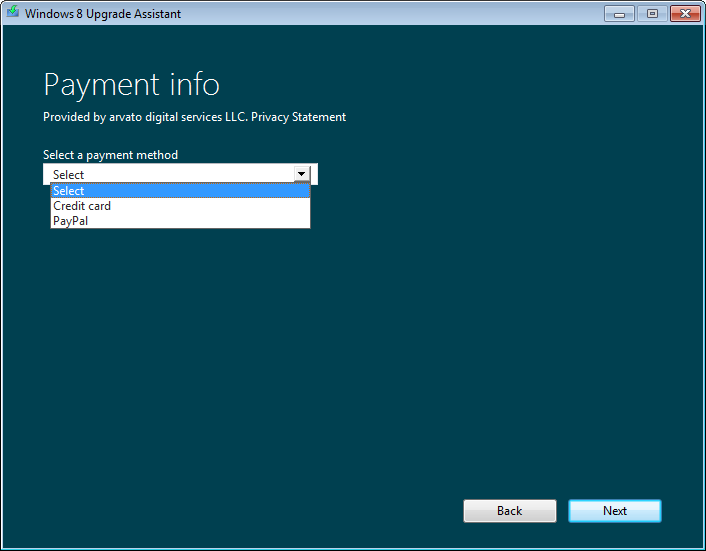 Windows 8 Upgrade Assistant
Payment info
Provided by arvato digital services LLC. Privacy Statement
Select a payment method
Select
Select
Credit card
PayPal
Back Next